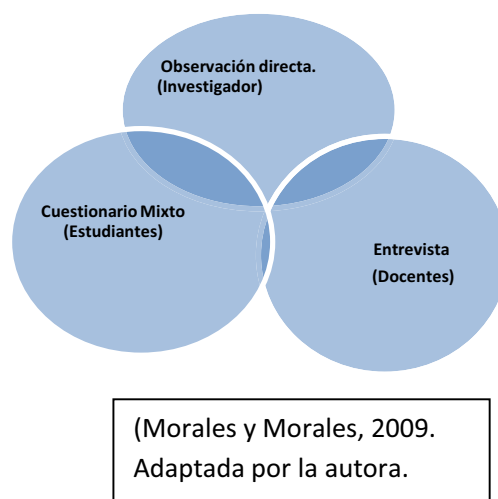 Observación directa.
(Investigador)
Cuestionario Mixto
(Estudiantes)
Entrevista
(Docentes)
(Morales y Morales, 2009.
Adaptada por la autora.